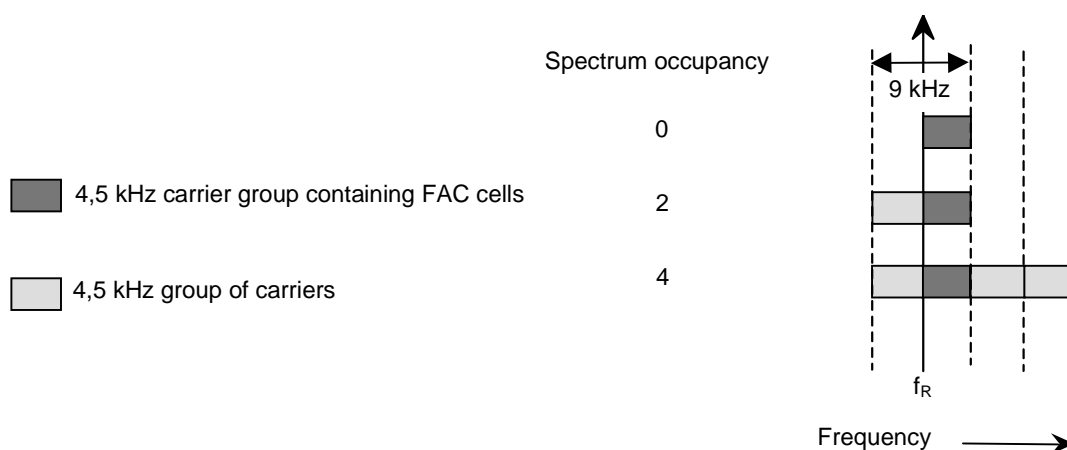 Spectrum occupancy
9 kHz
0
4,5 kHz carrier group containing FAC cells
2
4,5 kHz group of carriers
4
fR
Frequency